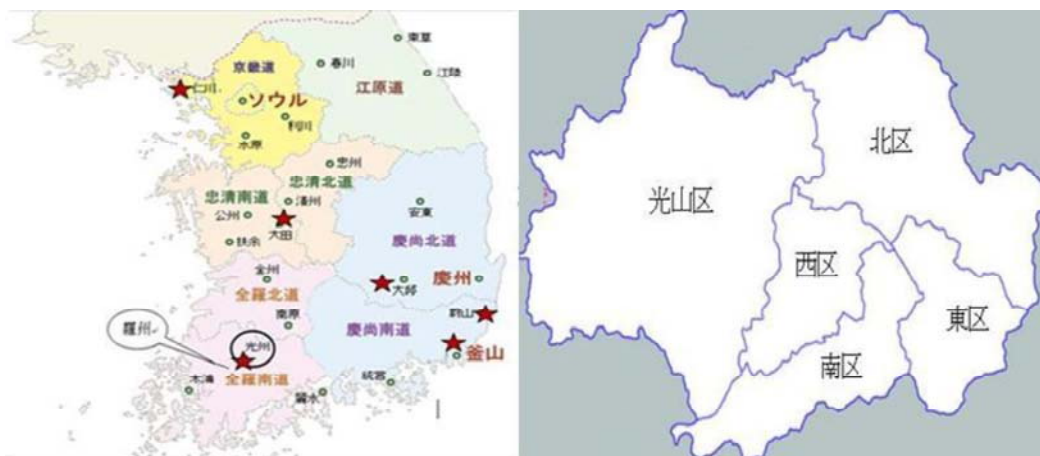 京畿道
束草
春川
江陵
仁川
ソウル
江原道
利川
水原
忠州
忠清北道
忠清南道
清州
公州
大田
扶余
安東
慶尚北道
全州
慶州
大邱
全羅北道
南原
慶尚南道
釜山
羅州
光州
全羅南道
木浦
統営
麗水
北区
光山区
西区
東区
南区